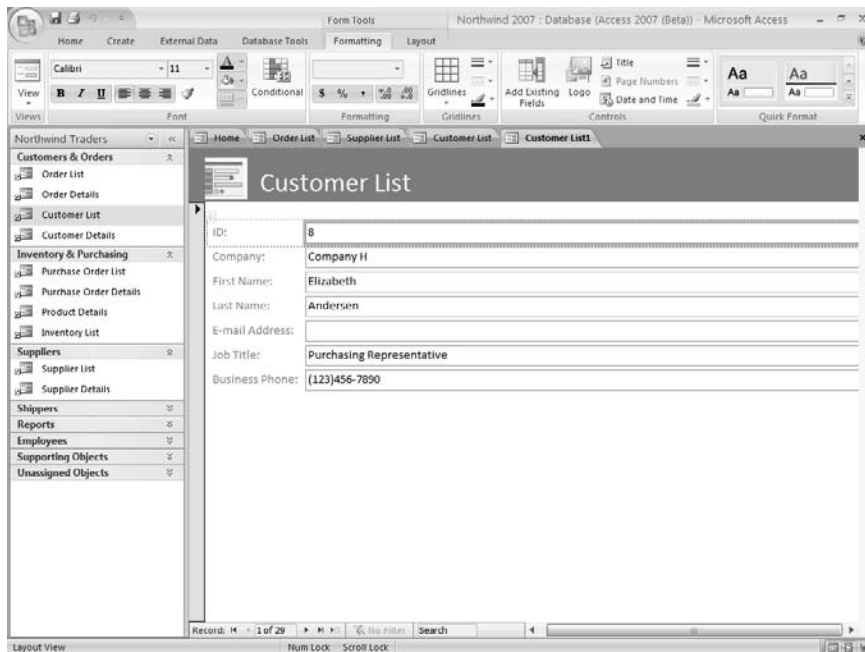 Form Tools Northwind 2007 : Database (Access 2007 (Beta)) - Microsoft Access
Home Create External Data Database Tools Formatting Layout
Calibri 11
View
B I U
Conditional
$ % ,
Gridlines
Add Existing Fields
Logo
Title
Page Numbers
Date and Time
Aa Aa
Aa Aa
Views Font Formatting Gridlines Controls Quick Format
Northwind Traders
Home Order List Supplier List Customer List Customer List1
Customers & Orders
Order List
Order Details
Customer List
Customer Details
Inventory & Purchasing
Purchase Order List
Purchase Order Details
Product Details
Inventory List
Suppliers
Supplier List
Supplier Details
Shippers
Reports
Employees
Supporting Objects
Unassigned Objects
Customer List
ID: 8
Company: Company H
First Name: Elizabeth
Last Name: Andersen
E-mail Address:
Job Title: Purchasing Representative
Business Phone: (123)456-7890
Record: 1 of 29 No Filter Search
Layout View Num Lock Scroll Lock